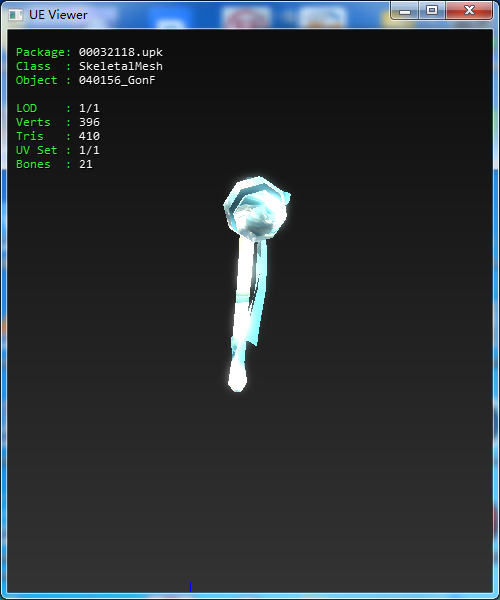 UE Viewer
Package: 00032118.upk
Class : SkeletalMesh
Object : 040156_GonF
LOD : 1/1
Verts : 396
Tris : 410
UV Set : 1/1
Bones : 21